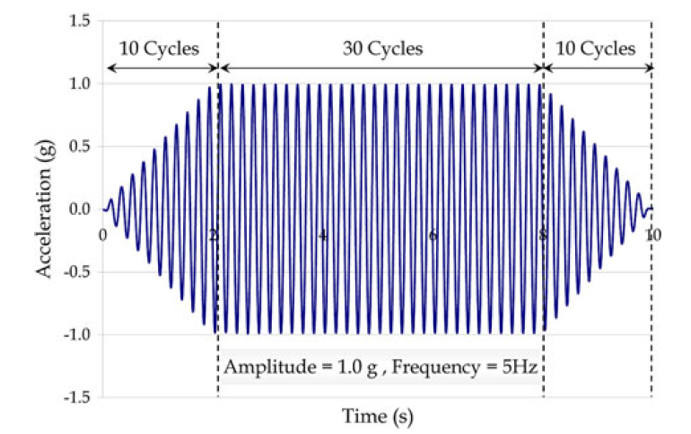 1.5
10 Cycles
30 Cycles
10 Cycles
1.0
0.5
0.0
0
2
4
6
8
10
-0.5
-1.0
-1.5
Acceleration (g)
Amplitude = 1.0 g , Frequency = 5Hz
Time (s)